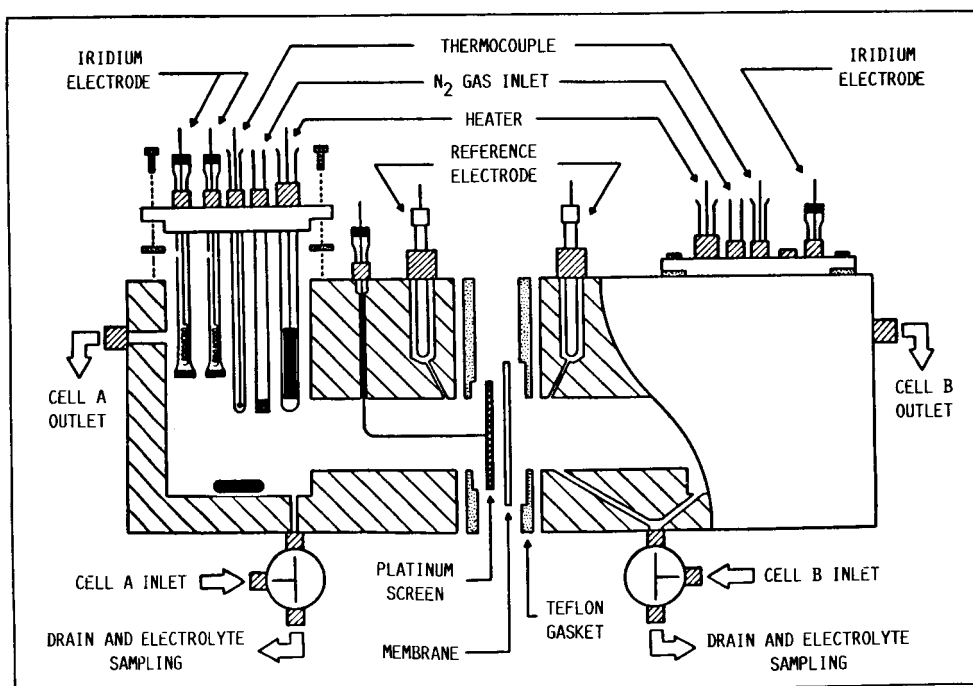 IRIDIUM
ELECTRODE
THERMOCOUPLE
N2 GAS INLET
HEATER
REFERENCE
ELECTRODE
IRIDIUM
ELECTRODE
CELL A
OUTLET
CELL B
OUTLET
CELL A INLET
PLATINUM
SCREEN
TEFLON
GASKET
CELL B INLET
DRAIN AND ELECTROLYTE
SAMPLING
MEMBRANE
DRAIN AND ELECTROLYTE
SAMPLING